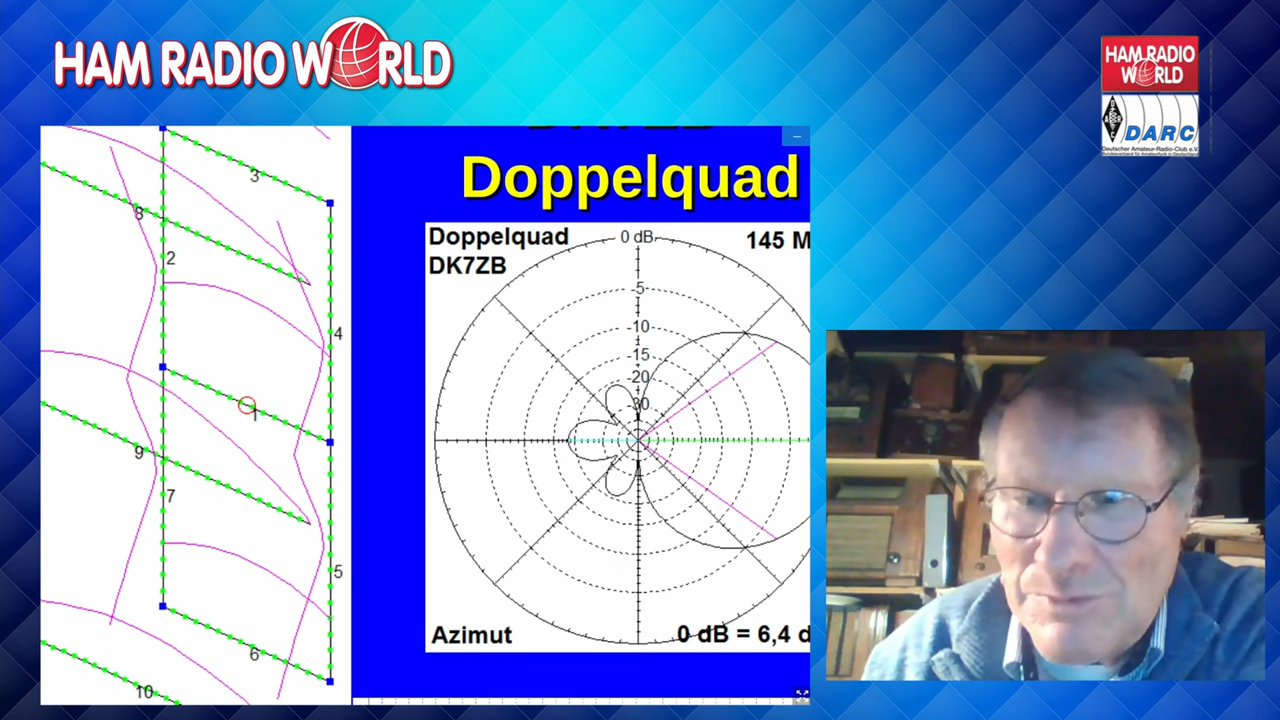 HAM RADIO WORLD
HAM RADIO
WORLD
DARC
Deutscher Amateur-Radio-Club e.V.
Doppelquad
Doppelquad
DK7ZB
0 dB
145 M
-5
-10
-15
-20
30
Azimut
0 dB = 6,4 d
3
8
2
4
1
9
7
5
6
10